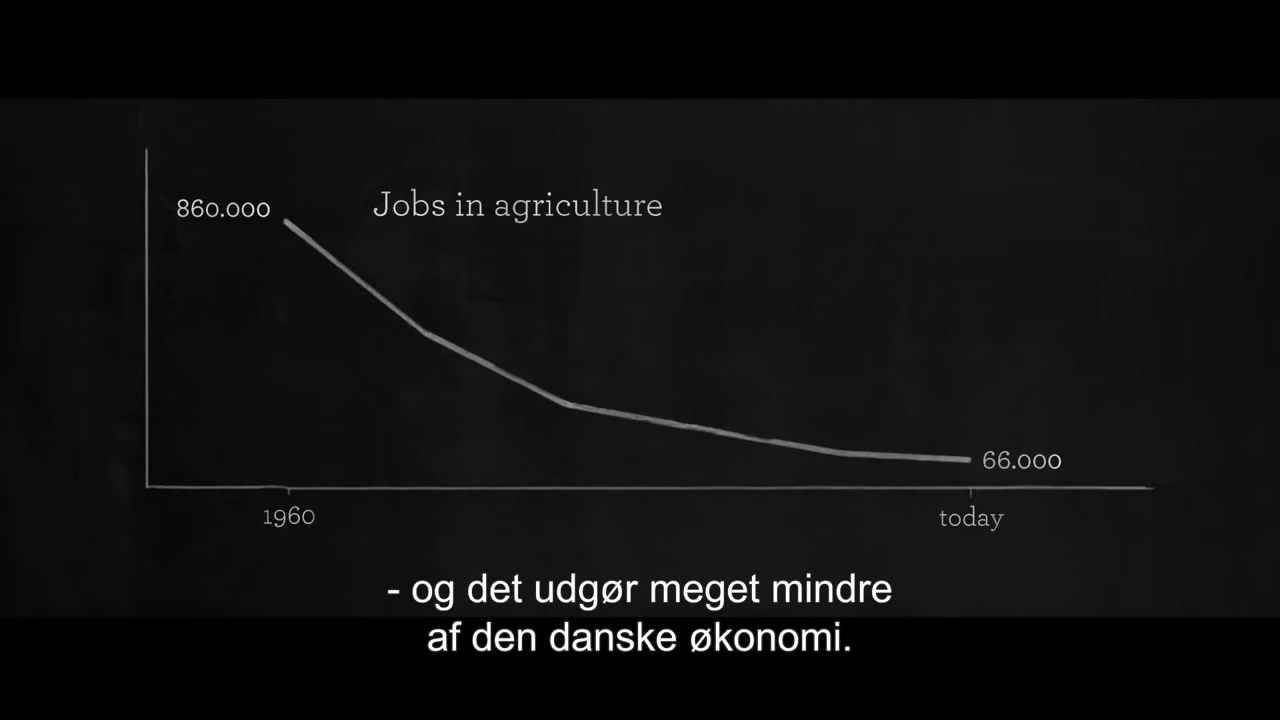 860.000
Jobs in agriculture
66.000
1960
today
- og det udgør meget mindre
af den danske økonomi.